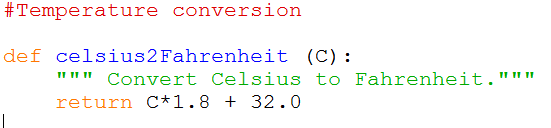 #Temperature conversion
def celsius2Fahrenheit (C):
""" Convert Celsius to Fahrenheit."""
return C*1.8 + 32.0